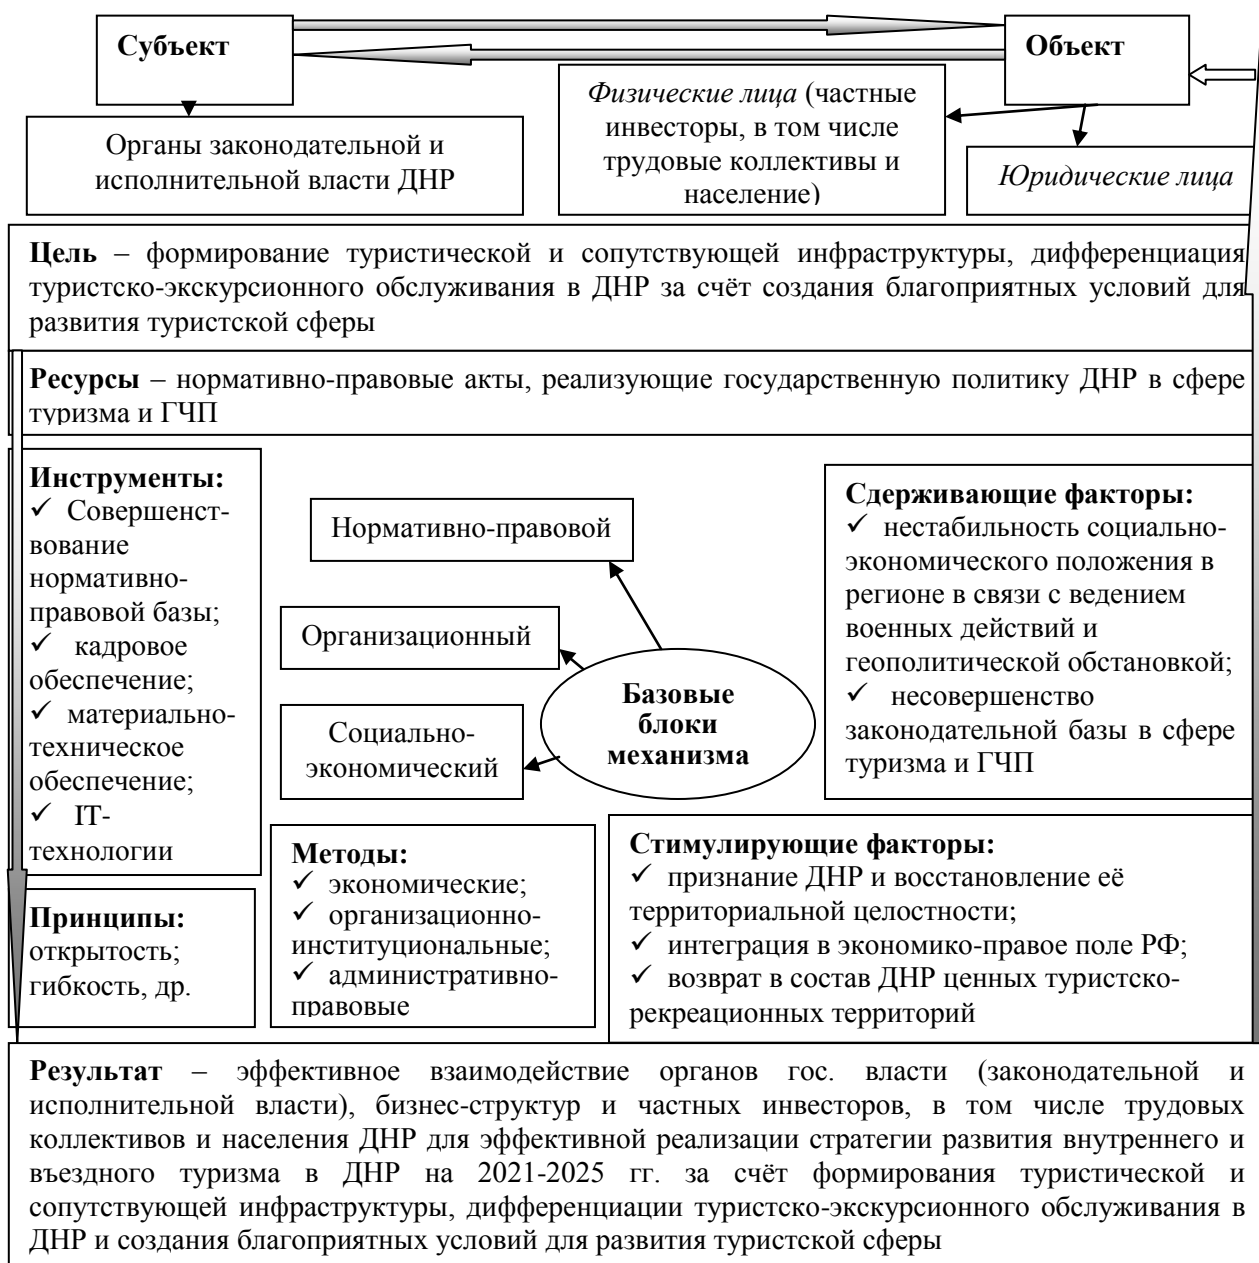 Субъект
Объект
Органы законодательной и
исполнительной власти ДНР
Физические лица (частные
инвесторы, в том числе
трудовые коллективы и
население)
Юридические лица
Цель – формирование туристической и сопутствующей инфраструктуры, дифференциация
туристско-экскурсионного обслуживания в ДНР за счёт создания благоприятных условий для
развития туристской сферы
Ресурсы – нормативно-правовые акты, реализующие государственную политику ДНР в сфере
туризма и ГЧП
Инструменты:
✓ Совершенст-
вование
нормативно-
правовой базы;
✓ кадровое
обеспечение;
✓ материально-
техническое
обеспечение;
✓ IT-
технологии
Нормативно-правовой
Организационный
Социально-
экономический
Базовые
блоки
механизма
Сдерживающие факторы:
✓ нестабильность социально-
экономического положения в
регионе в связи с ведением
военных действий и
геополитической обстановкой;
✓ несовершенство
законодательной базы в сфере
туризма и ГЧП
Принципы:
открытость;
гибкость, др.
Методы:
✓ экономические;
✓ организационно-
институциональные;
✓ административно-
правовые
Стимулирующие факторы:
✓ признание ДНР и восстановление её
территориальной целостности;
✓ интеграция в экономико-правое поле РФ;
✓ возврат в состав ДНР ценных туристско-
рекреационных территорий
Результат – эффективное взаимодействие органов гос. власти (законодательной и
исполнительной власти), бизнес-структур и частных инвесторов, в том числе трудовых
коллективов и населения ДНР для эффективной реализации стратегии развития внутреннего и
въездного туризма в ДНР на 2021-2025 гг. за счёт формирования туристической и
сопутствующей инфраструктуры, дифференциации туристско-экскурсионного обслуживания в
ДНР и создания благоприятных условий для развития туристской сферы